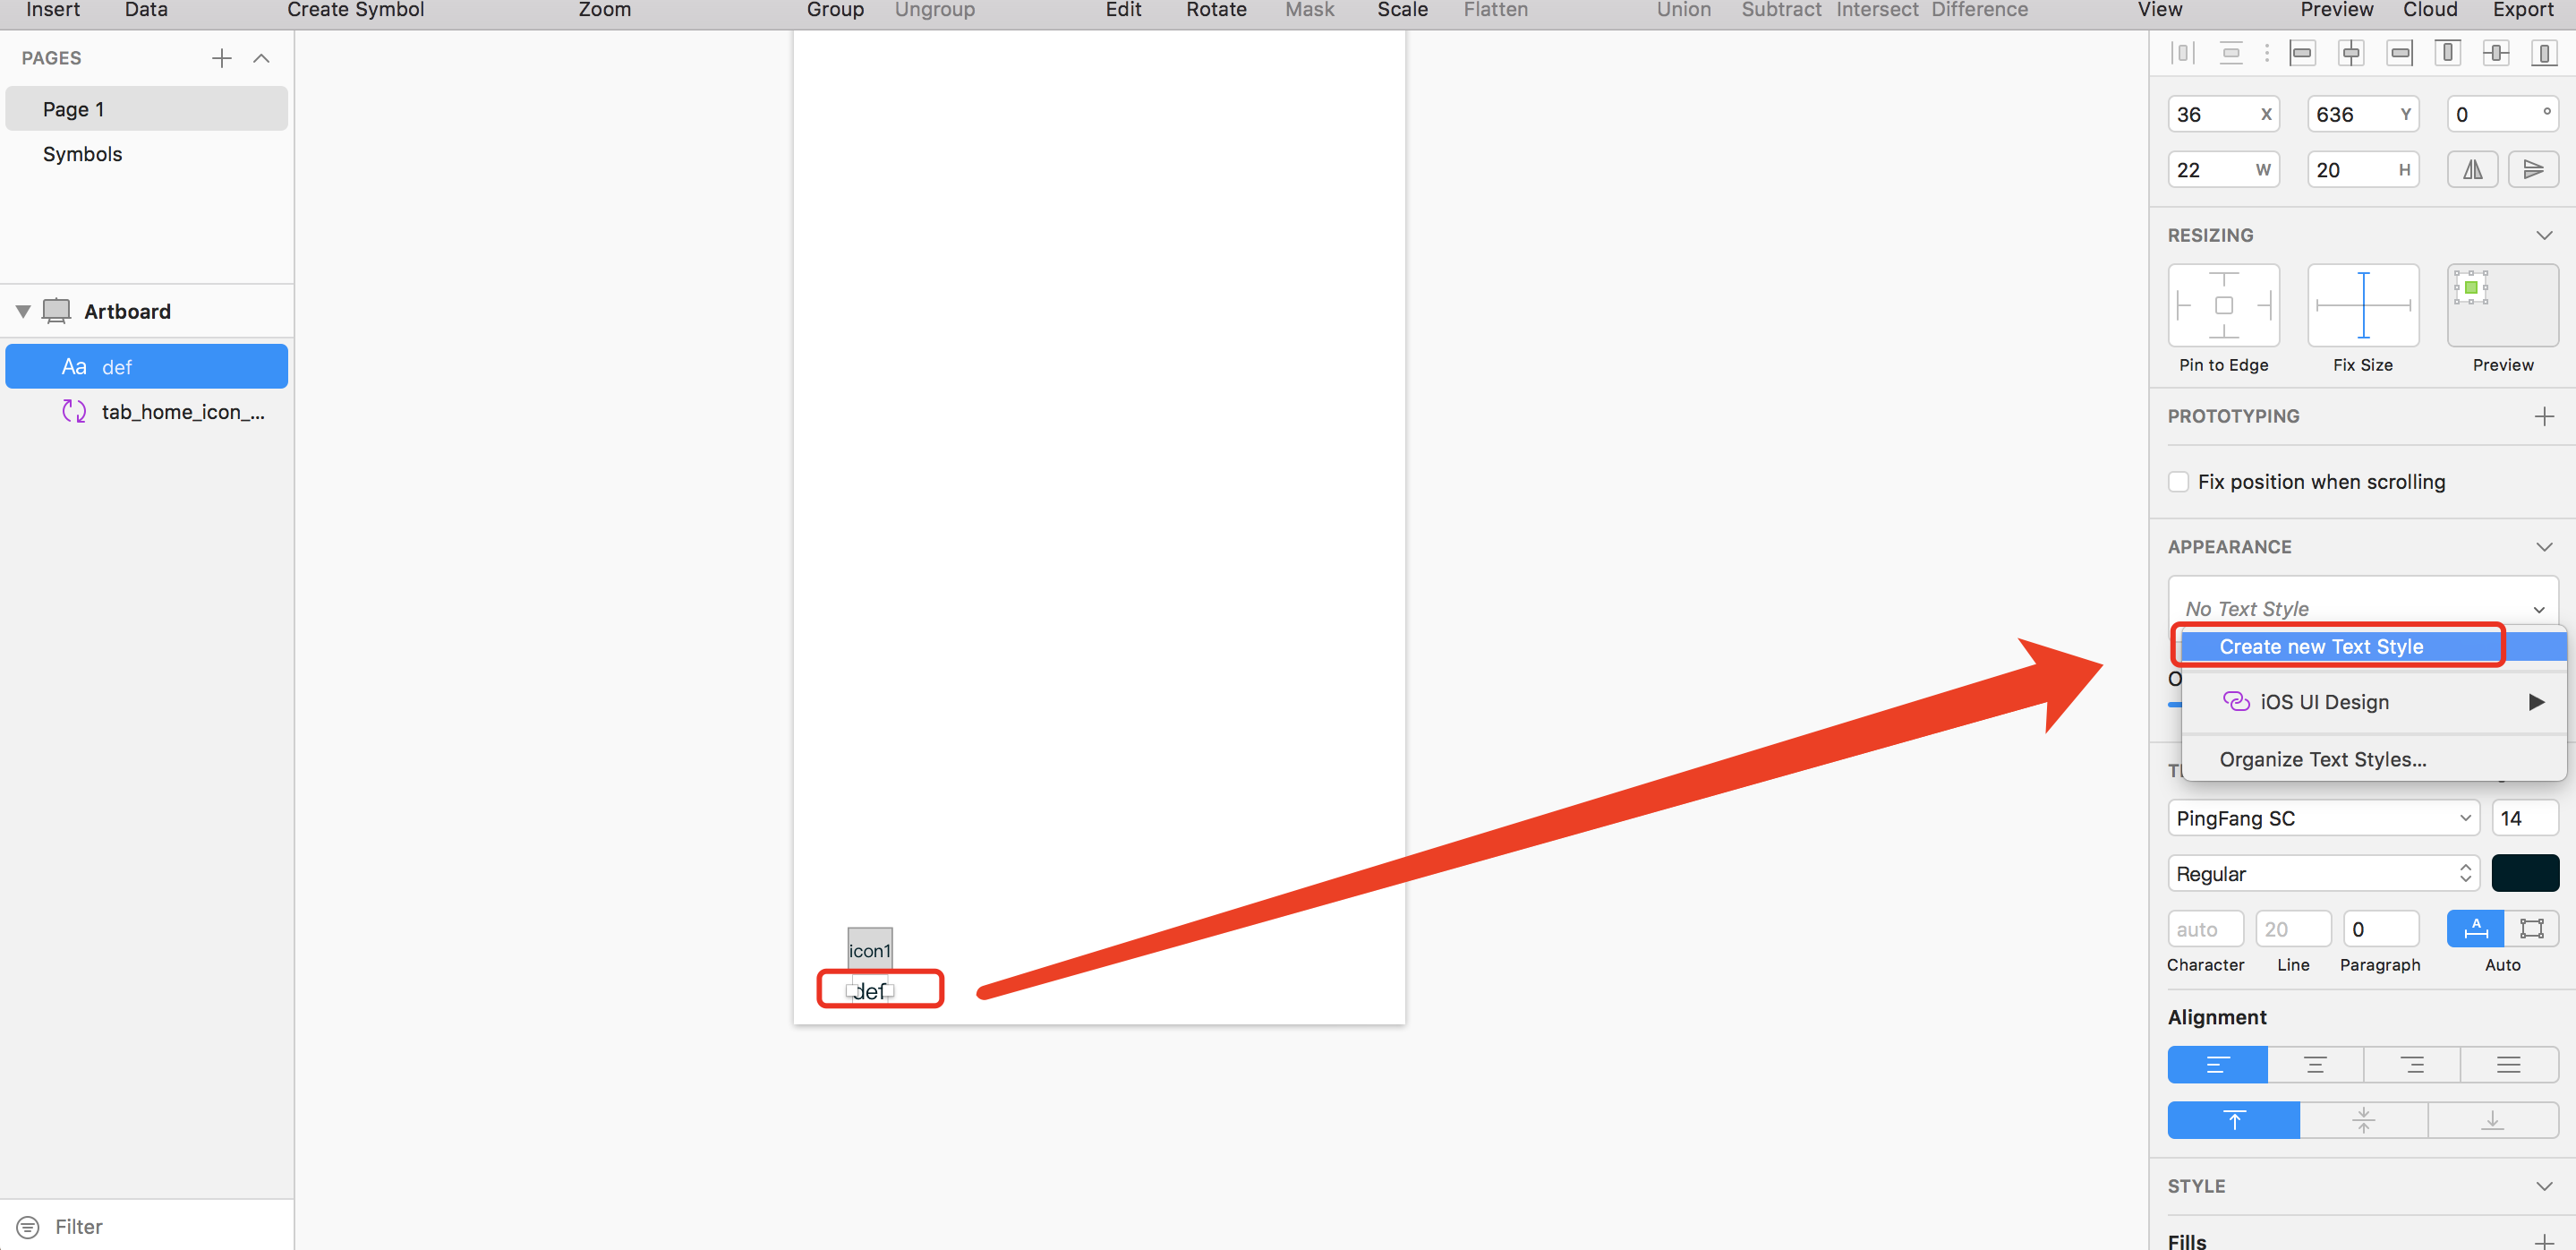 Insert Data Create Symbol Zoom Group Ungroup Edit Rotate Mask Scale Flatten Union Subtract Intersect Difference View Preview Cloud Export
PAGES
Page 1
Symbols
Artboard
Aa def
tab_home_icon_...
Filter
icon1
def
36 X 636 Y 0 °
22 W 20 H
RESIZING
Pin to Edge Fix Size Preview
PROTOTYPING
Fix position when scrolling
APPEARANCE
No Text Style
Create new Text Style
O
iOS UI Design
Organize Text Styles...
PingFang SC 14
Regular
auto 20 0
Character Line Paragraph Auto
Alignment
STYLE
Fills